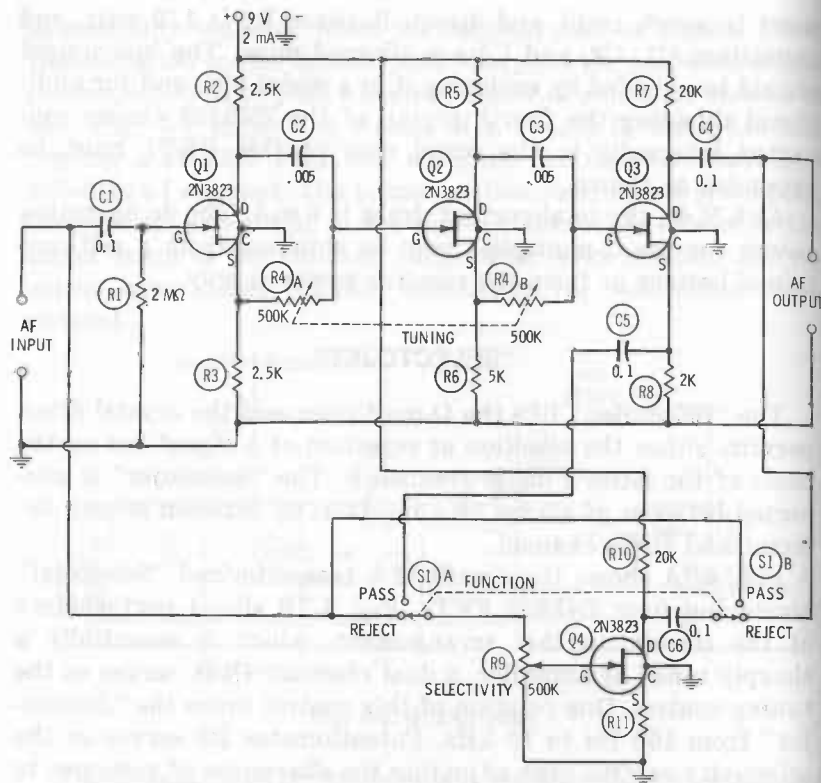 + 9 V
2 mA
R2
2.5K
R5
R7
20K
C2
.005
C3
.005
C4
0.1
Q1
2N3823
Q2
2N3823
Q3
2N3823
C1
0.1
D
G
C
S
D
G
C
S
D
G
C
S
R1
2 MΩ
R4A
500K
R4B
500K
TUNING
AF
INPUT
AF
OUTPUT
C5
0.1
R3
2.5K
R6
5K
R8
2K
R10
20K
S1A
PASS
REJECT
FUNCTION
S1B
PASS
REJECT
Q4
2N3823
C6
0.1
R9
SELECTIVITY
500K
D
G
C
S
R11